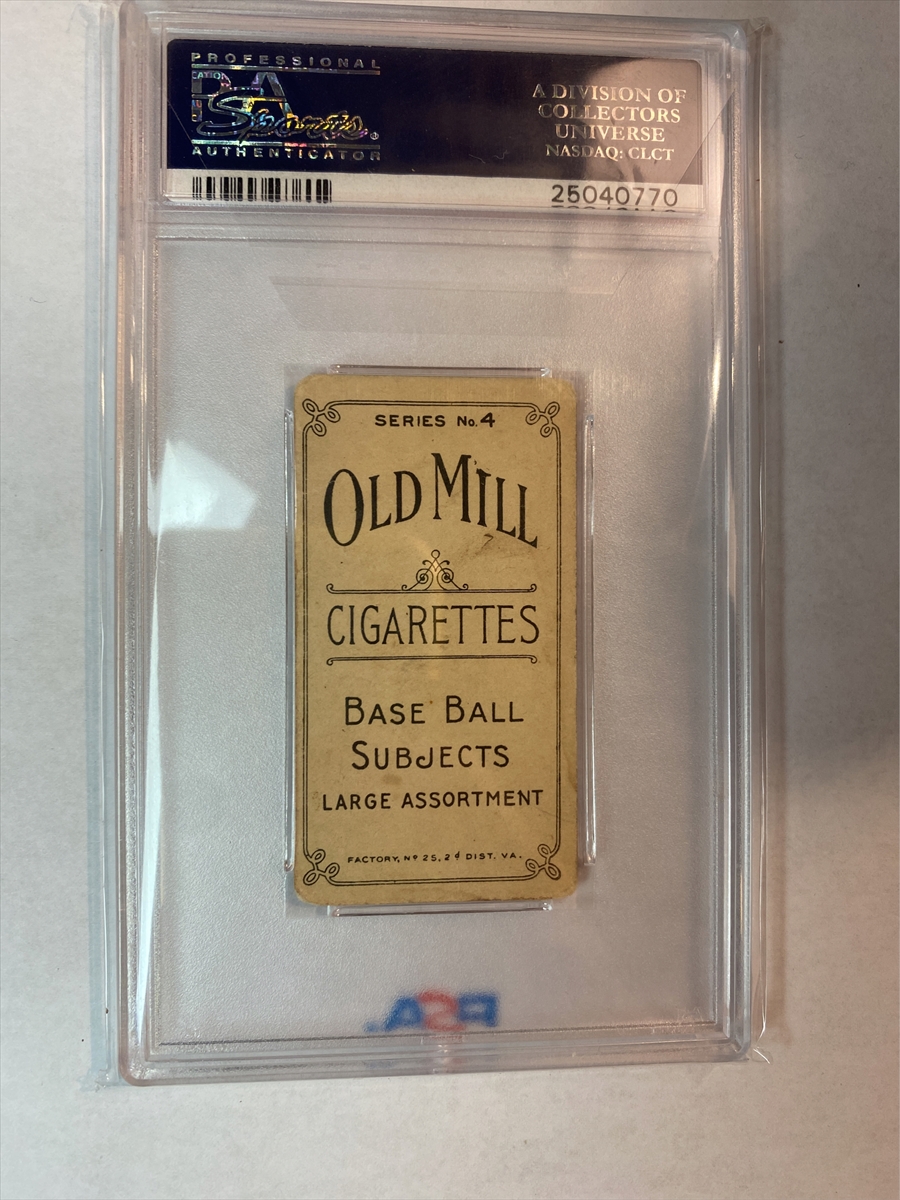 PROFESSIONAL
Sports
AUTHENTICATOR
A DIVISION OF
COLLECTORS
UNIVERSE
NASDAQ: CLCT
25040770
SERIES No. 4
OLD MILL
CIGARETTES
BASE BALL
SUBJECTS
LARGE ASSORTMENT
FACTORY, Nº 25, 2d DIST. VA.
PSA